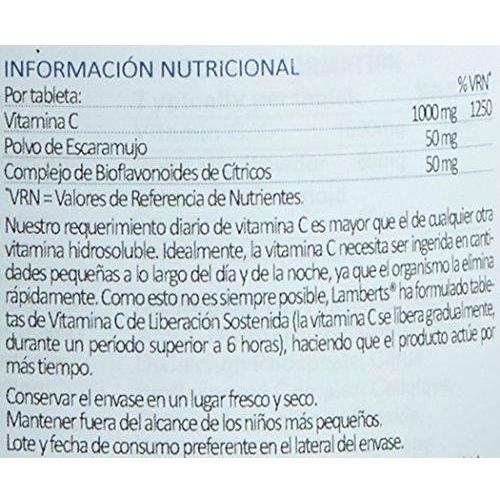 INFORMACIÓN NUTRICIONAL
Por tableta: %VRN*
Vitamina C 1000 mg 1250
Polvo de Escaramujo 50 mg
Complejo de Bioflavonoides de Cítricos 50 mg
*VRN = Valores de Referencia de Nutrientes.
Nuestro requerimiento diario de vitamina C es mayor que el de cualquier otra
vitamina hidrosoluble. Idealmente, la vitamina C necesita ser ingerida en canti-
dades pequeñas a lo largo del día y de la noche, ya que el organismo la elimina
rápidamente. Como esto no es siempre posible, Lamberts® ha formulado table-
tas de Vitamina C de Liberación Sostenida (la vitamina C se libera gradualmente,
durante un período superior a 6 horas), haciendo que el producto actúe por
más tiempo.
Conservar el envase en un lugar fresco y seco.
Mantener fuera del alcance de los niños más pequeños.
Lote y fecha de consumo preferente en el lateral del envase.